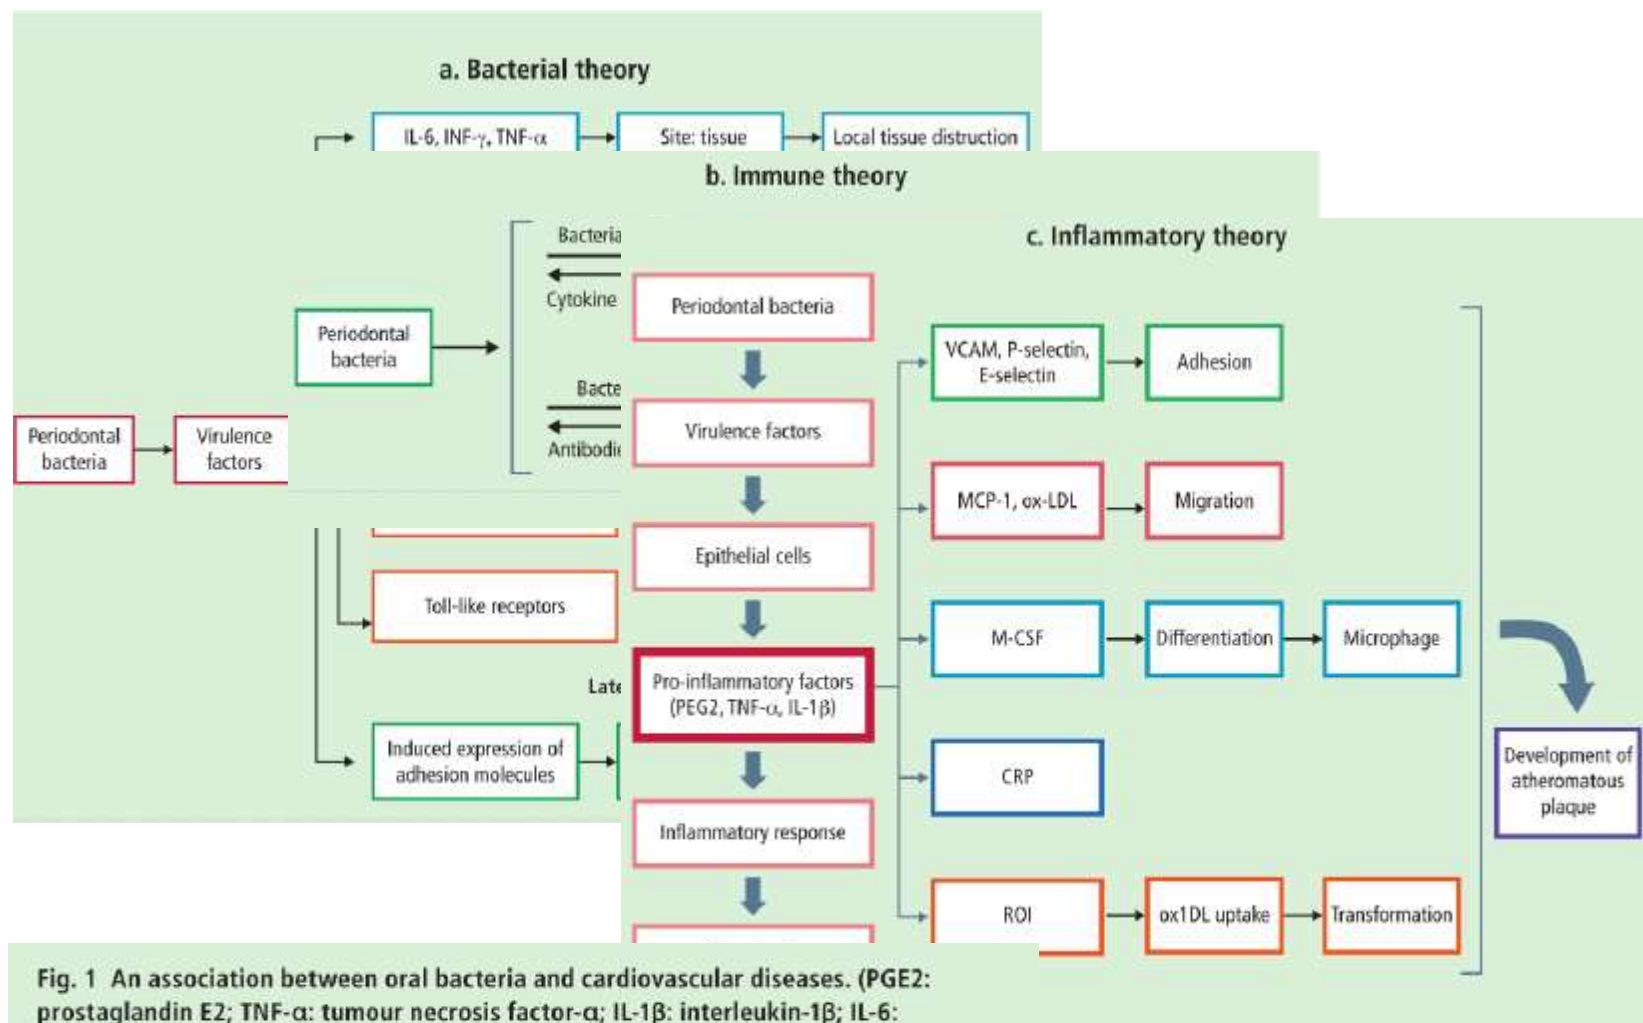 a. Bacterial theory
IL-6, INF-γ, TNF-α
Site: tissue
Local tissue distruction
Periodontal
bacteria
Virulence
factors
Toll-like receptors
Induced expression of
adhesion molecules
b. Immune theory
Periodontal
bacteria
Bacteria
Cytokine
Bacte
Antibodie
Late
c. Inflammatory theory
Periodontal bacteria
Virulence factors
Epithelial cells
Pro-inflammatory factors
(PEG2, TNF-α, IL-1β)
Inflammatory response
VCAM, P-selectin,
E-selectin
Adhesion
MCP-1, ox-LDL
Migration
M-CSF
Differentiation
Microphage
CRP
ROI
ox1DL uptake
Transformation
Development of
atheromatous
plaque
Fig. 1 An association between oral bacteria and cardiovascular diseases. (PGE2:
prostaglandin E2; TNF-α: tumour necrosis factor-α; IL-1β: interleukin-1β; IL-6: